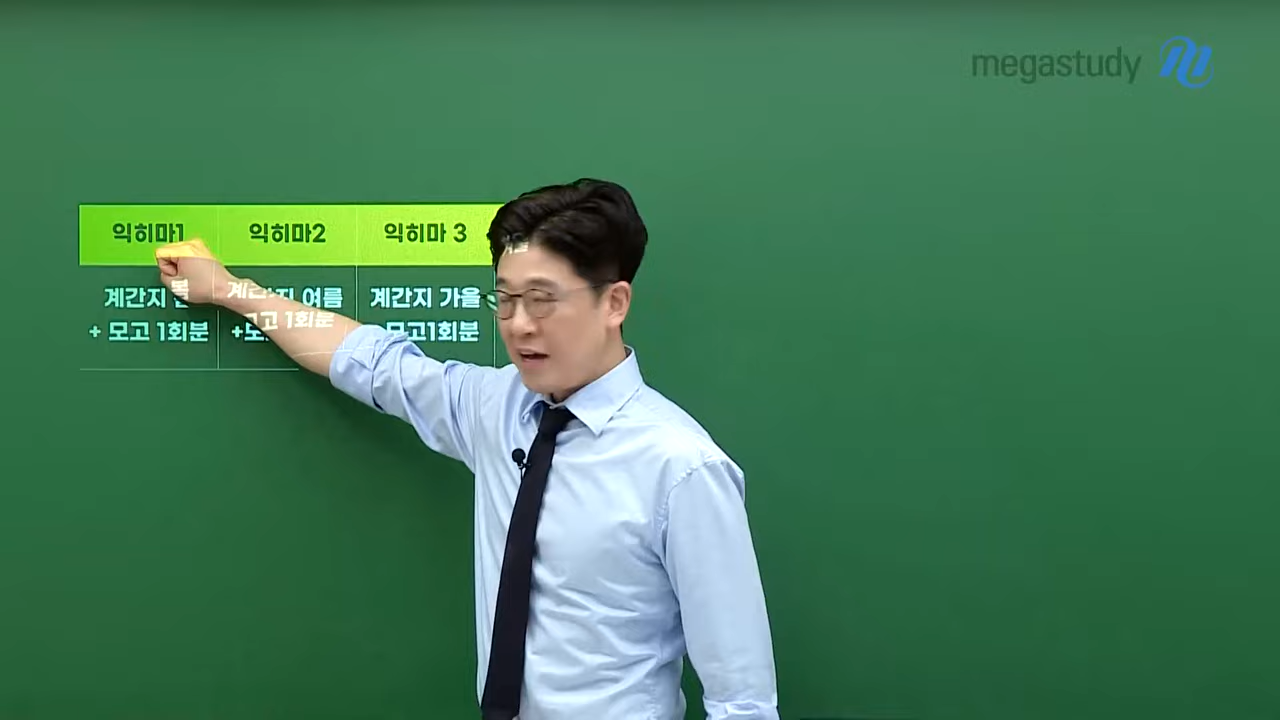 megastudy
익히마1 익히마2 익히마 3
계간지 봄 계간지 여름 계간지 가을
+ 모고 1회분 모고 1회분 모고1회분